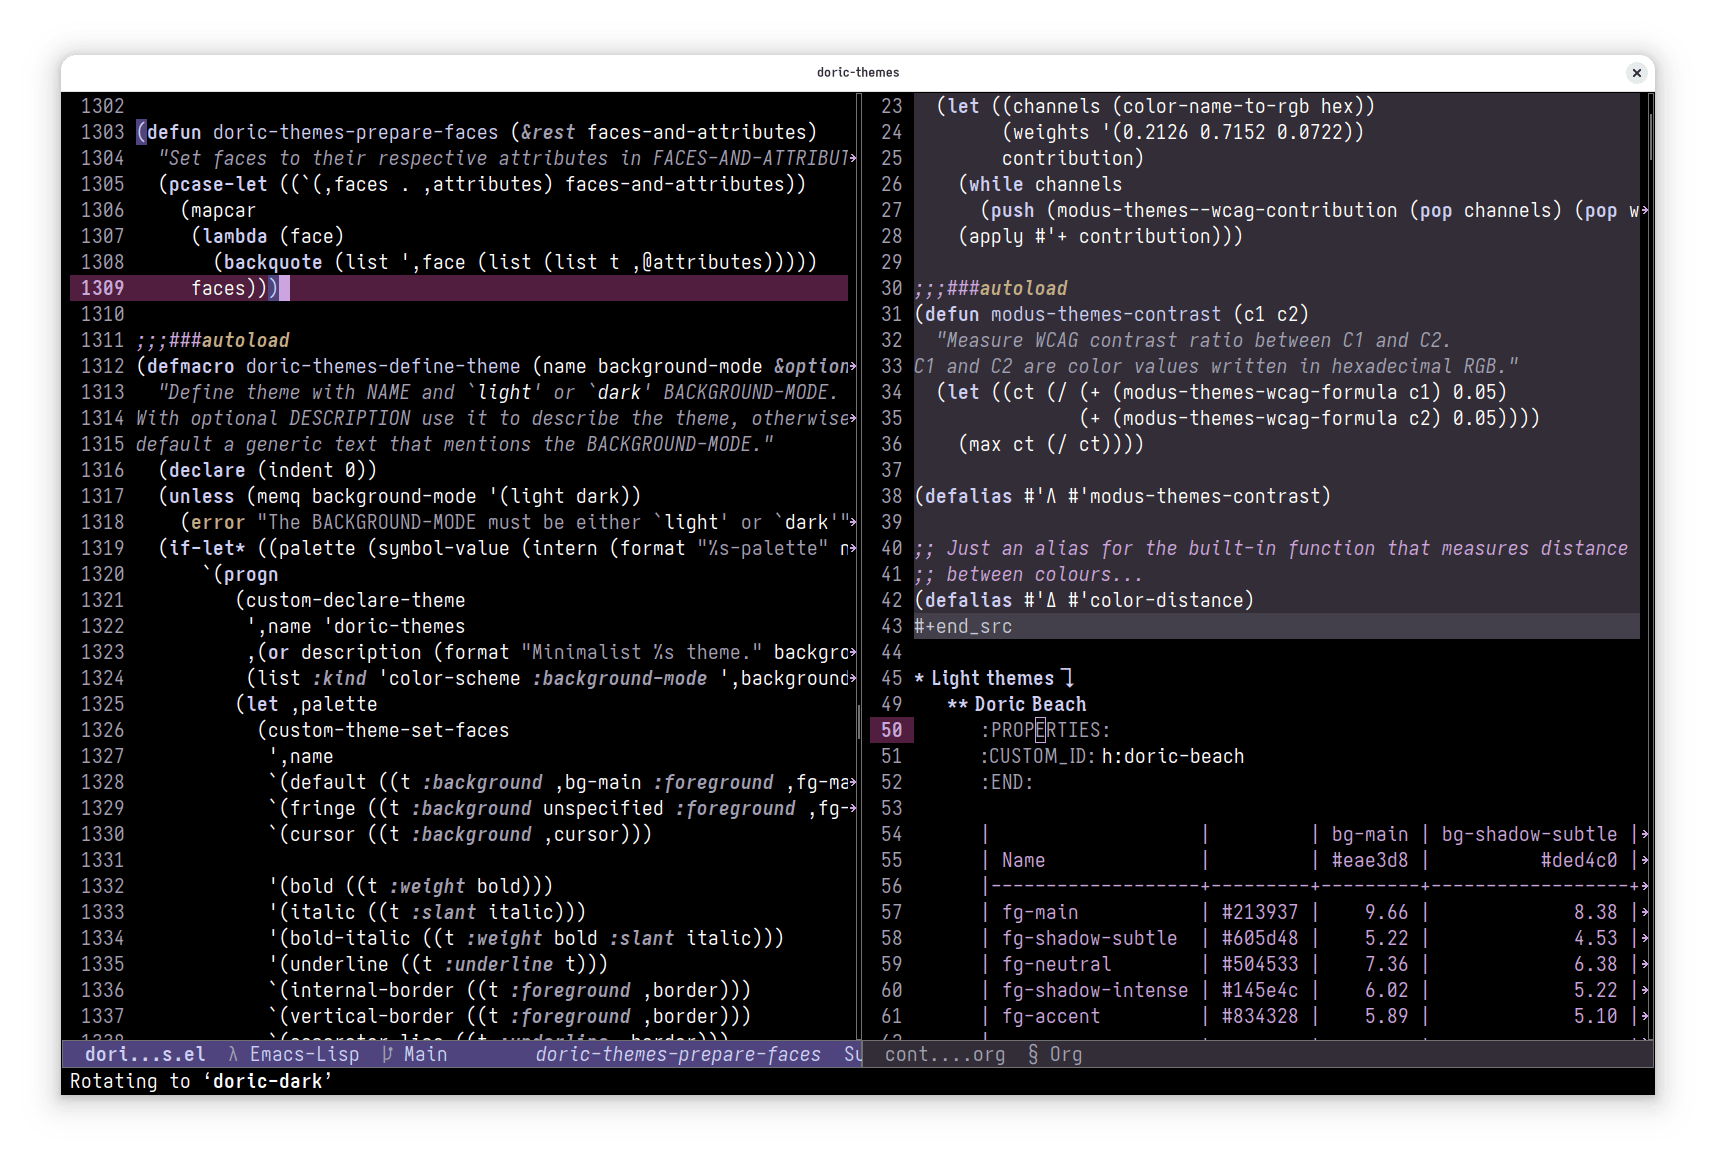 doric-themes
1302
1303 (defun doric-themes-prepare-faces (&rest faces-and-attributes)
1304   "Set faces to their respective attributes in FACES-AND-ATTRIBUT
1305   (pcase-let ((`(,faces . ,attributes) faces-and-attributes))
1306     (mapcar
1307      (lambda (face)
1308        (backquote (list ',face (list (list t ,@attributes)))))
1309      faces)))
1310
1311 ;;;###autoload
1312 (defmacro doric-themes-define-theme (name background-mode &option
1313   "Define theme with NAME and `light' or `dark' BACKGROUND-MODE.
1314 With optional DESCRIPTION use it to describe the theme, otherwise
1315 default a generic text that mentions the BACKGROUND-MODE."
1316   (declare (indent 0))
1317   (unless (memq background-mode '(light dark))
1318     (error "The BACKGROUND-MODE must be either `light' or `dark'"
1319   (if-let* ((palette (symbol-value (intern (format "%s-palette" n
1320       `(progn
1321          (custom-declare-theme
1322           ',name 'doric-themes
1323           ,(or description (format "Minimalist %s theme." backgro
1324           (list :kind 'color-scheme :background-mode ',background
1325          (let ,palette
1326            (custom-theme-set-faces
1327             ',name
1328             `(default ((t :background ,bg-main :foreground ,fg-ma
1329             `(fringe ((t :background unspecified :foreground ,fg-
1330             `(cursor ((t :background ,cursor)))
1331
1332             '(bold ((t :weight bold)))
1333             '(italic ((t :slant italic)))
1334             '(bold-italic ((t :weight bold :slant italic)))
1335             '(underline ((t :underline t)))
1336             `(internal-border ((t :foreground ,border)))
1337             `(vertical-border ((t :foreground ,border)))
dori...s.el λ Emacs-Lisp Main doric-themes-prepare-faces Su
23   (let ((channels (color-name-to-rgb hex))
24         (weights '(0.2126 0.7152 0.0722))
25         contribution)
26     (while channels
27       (push (modus-themes--wcag-contribution (pop channels) (pop w
28     (apply #'+ contribution)))
29
30 ;;;###autoload
31 (defun modus-themes-contrast (c1 c2)
32   "Measure WCAG contrast ratio between C1 and C2.
33 C1 and C2 are color values written in hexadecimal RGB."
34   (let ((ct (/ (+ (modus-themes-wcag-formula c1) 0.05)
35                (+ (modus-themes-wcag-formula c2) 0.05))))
36     (max ct (/ ct))))
37
38 (defalias #'Λ #'modus-themes-contrast)
39
40 ;; Just an alias for the built-in function that measures distance
41 ;; between colours...
42 (defalias #'Δ #'color-distance)
43 #+end_src
44
45 * Light themes ⤵
49 ** Doric Beach
50 :PROPERTIES:
51 :CUSTOM_ID: h:doric-beach
52 :END:
53
54 |                   |         | bg-main | bg-shadow-subtle |
55 | Name              |         | #eae3d8 |          #ded4c0 |
56 |-------------------+---------+---------+------------------+
57 | fg-main           | #213937 |    9.66 |             8.38 |
58 | fg-shadow-subtle  | #605d48 |    5.22 |             4.53 |
59 | fg-neutral        | #504533 |    7.36 |             6.38 |
60 | fg-shadow-intense | #145e4c |    6.02 |             5.22 |
61 | fg-accent         | #834328 |    5.89 |             5.10 |
cont....org § Org
Rotating to ‘doric-dark’